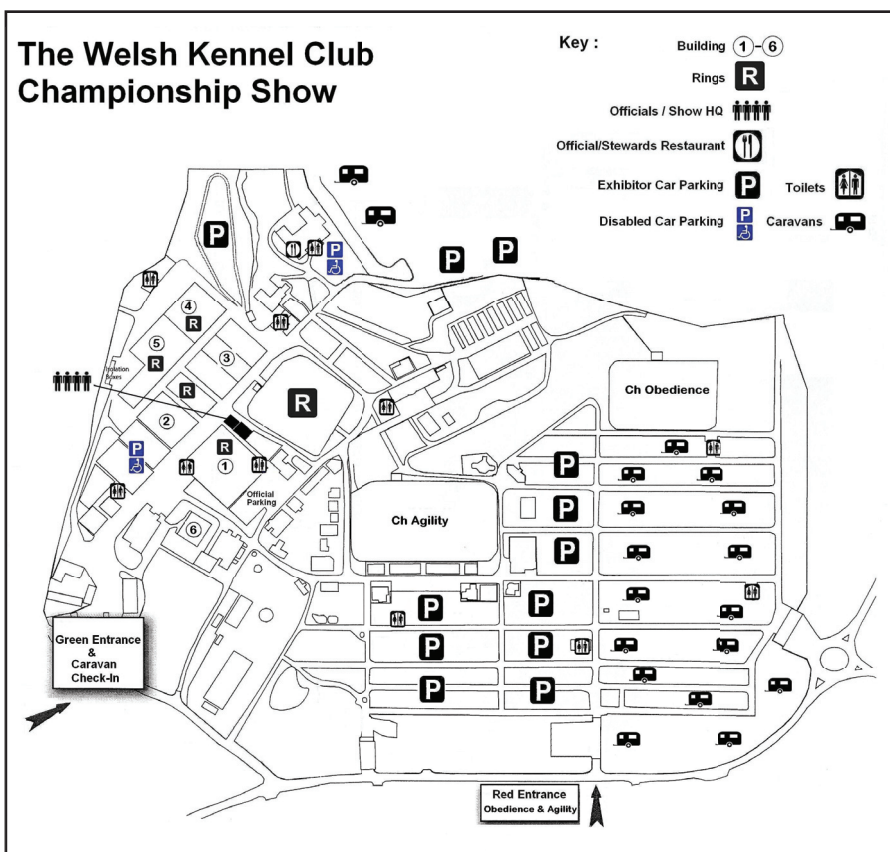 The Welsh Kennel Club
Championship Show
Key :
Building 1-6
Rings R
Officials / Show HQ
Official/Stewards Restaurant
Exhibitor Car Parking P
Toilets
Disabled Car Parking P
Caravans
P
P
P
P
4
R
5
R
3
Isolation
Boxes
R
R
2
P
R
1
Official
Parking
6
Ch Obedience
Ch Agility
P
P
P
P
P
P
P
P
P
Green Entrance
&
Caravan
Check-In
Red Entrance
Obedience & Agility